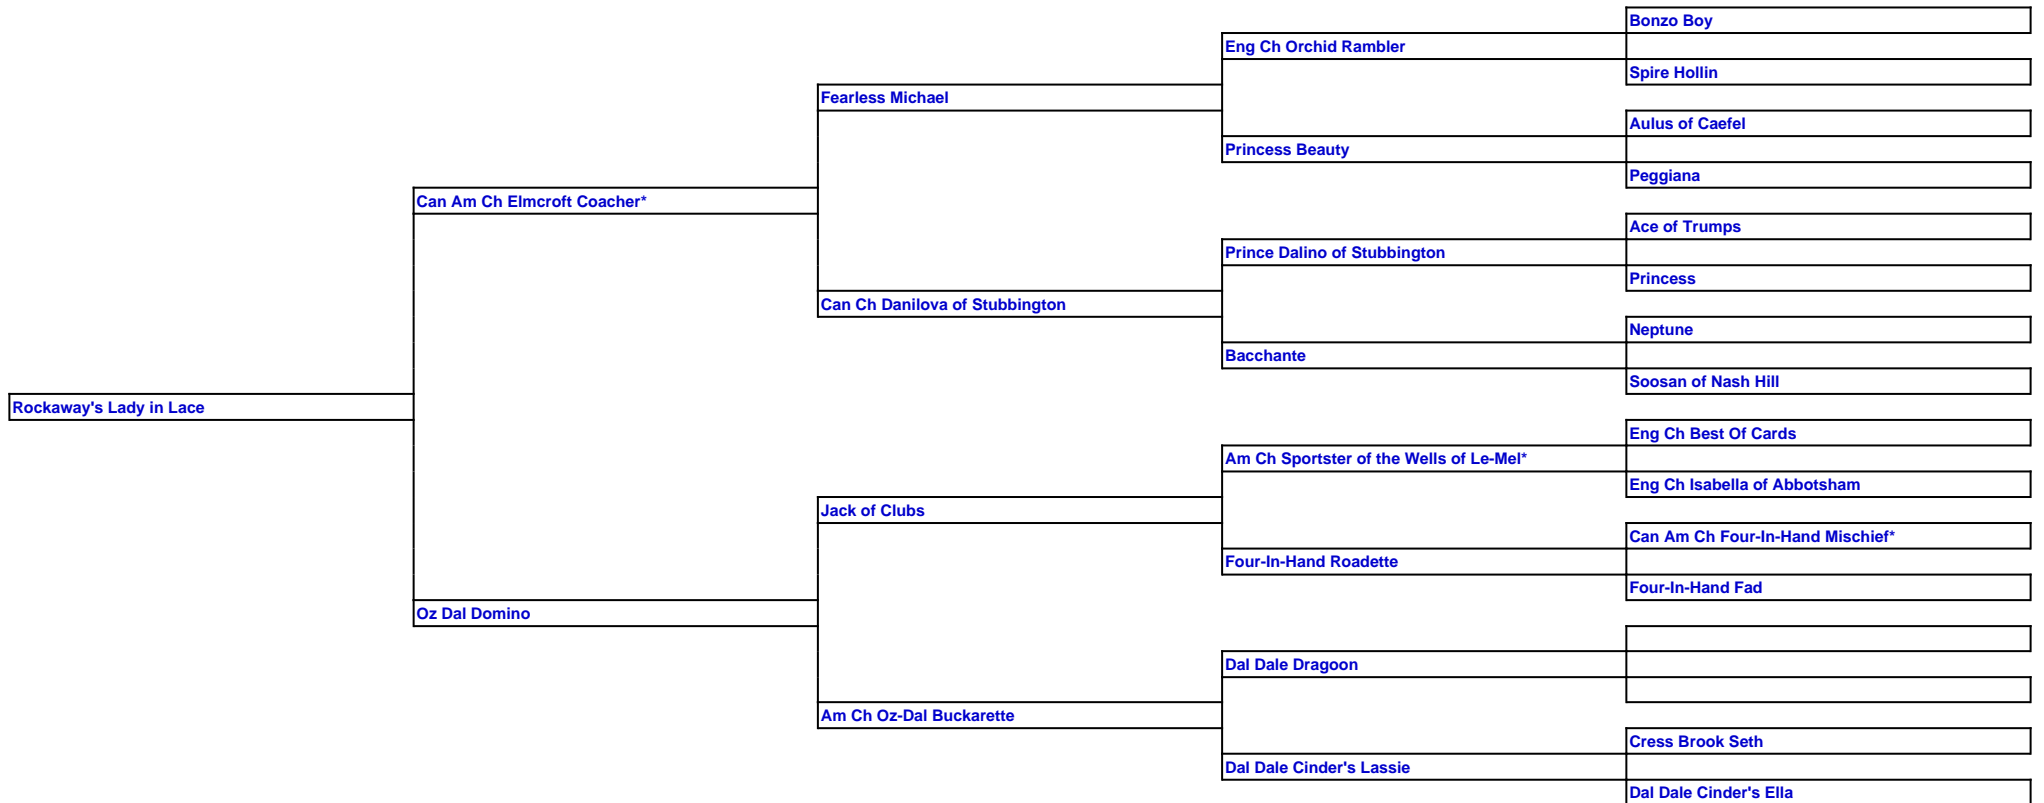 Bonzo Boy
Eng Ch Orchid Rambler
Spire Hollin
Fearless Michael
Aulus of Caefel
Princess Beauty
Peggiana
Can Am Ch Elmcroft Coacher*
Ace of Trumps
Prince Dalino of Stubbington
Princess
Can Ch Danilova of Stubbington
Neptune
Bacchante
Soosan of Nash Hill
Rockaway's Lady in Lace
Eng Ch Best Of Cards
Am Ch Sportster of the Wells of Le-Mel*
Eng Ch Isabella of Abbotsham
Jack of Clubs
Can Am Ch Four-In-Hand Mischief*
Four-In-Hand Roadette
Four-In-Hand Fad
Oz Dal Domino
Dal Dale Dragoon
Am Ch Oz-Dal Buckarette
Cress Brook Seth
Dal Dale Cinder's Lassie
Dal Dale Cinder's Ella